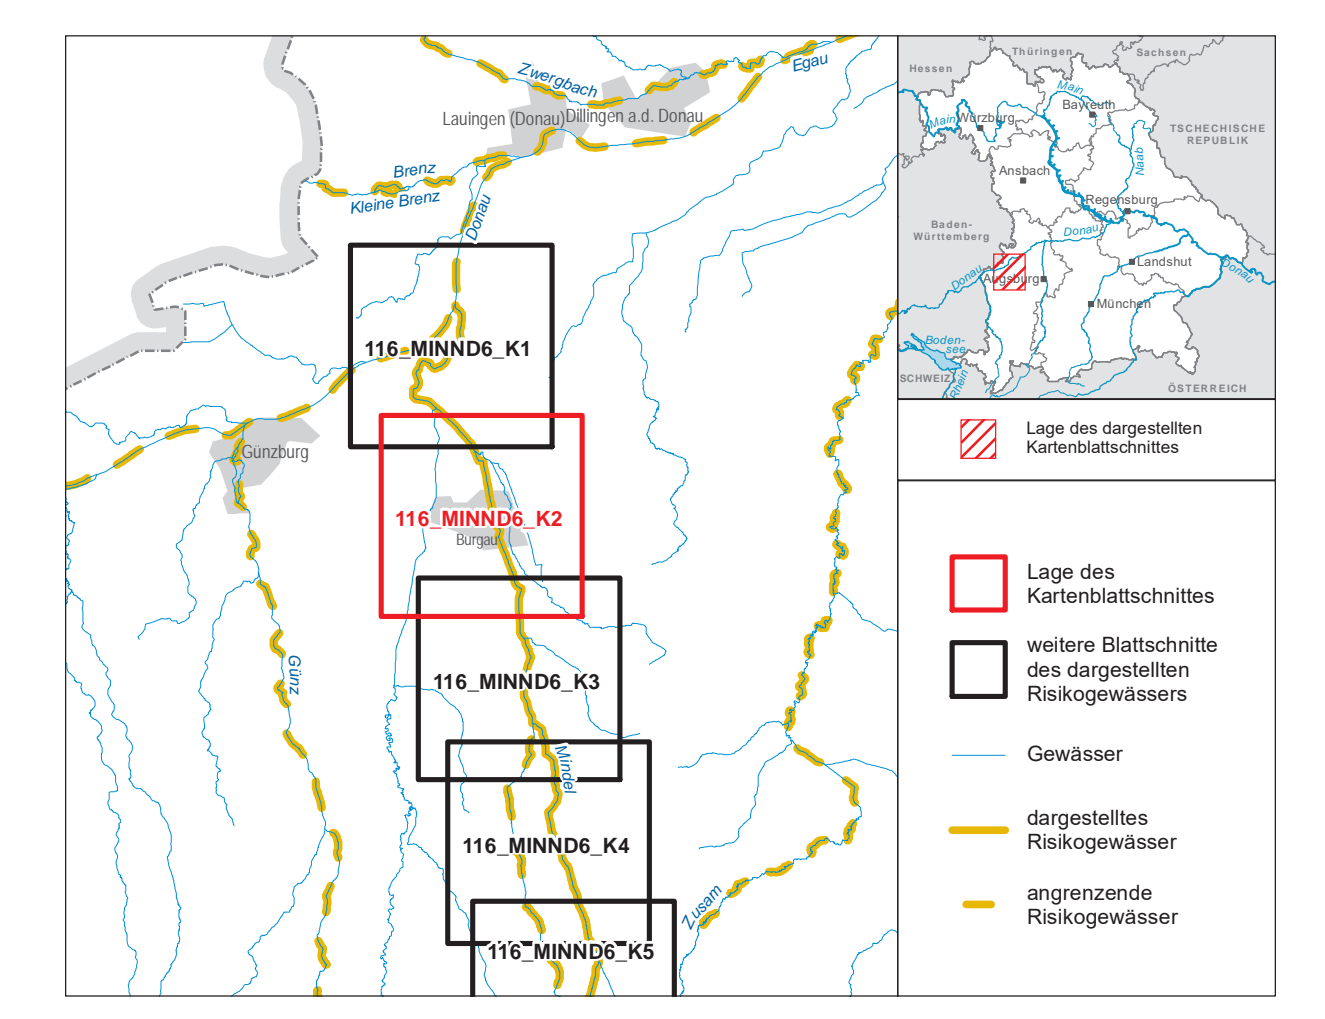 Zwergbach
Egau
Lauingen (Donau)
Dillingen a.d. Donau
Brenz
Kleine Brenz
Donau
116_MINND6_K1
Günzburg
116_MINND6_K2
Burgau
Günz
116_MINND6_K3
Mindel
116_MINND6_K4
Zusam
116_MINND6_K5
Thüringen
Sachsen
Hessen
Main
Bayreuth
Main
Würzburg
TSCHECHISCHE
REPUBLIK
Naab
Ansbach
Regensburg
Baden-
Württemberg
Donau
Donau
Augsburg
Landshut
Donau
München
Boden-
see
SCHWEIZ
Rhein
ÖSTERREICH
Lage des dargestellten
Kartenblattschnittes
Lage des
Kartenblattschnittes
weitere Blattschnitte
des dargestellten
Risikogewässers
Gewässer
dargestelltes
Risikogewässer
angrenzende
Risikogewässer